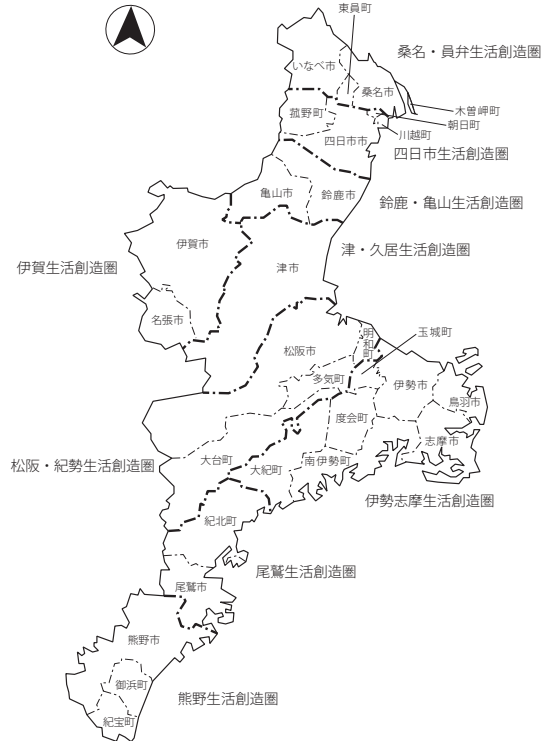 東員町
桑名・員弁生活創造圏
いなべ市
桑名市
木曽岬町
菰野町
朝日町
川越町
四日市市
四日市生活創造圏
亀山市
鈴鹿市
鈴鹿・亀山生活創造圏
伊賀市
津・久居生活創造圏
伊賀生活創造圏
津市
名張市
明和町
玉城町
松阪市
多気町
伊勢市
鳥羽市
度会町
志摩市
大台町
松阪・紀勢生活創造圏
大紀町
南伊勢町
伊勢志摩生活創造圏
紀北町
尾鷲生活創造圏
尾鷲市
熊野市
御浜町
熊野生活創造圏
紀宝町